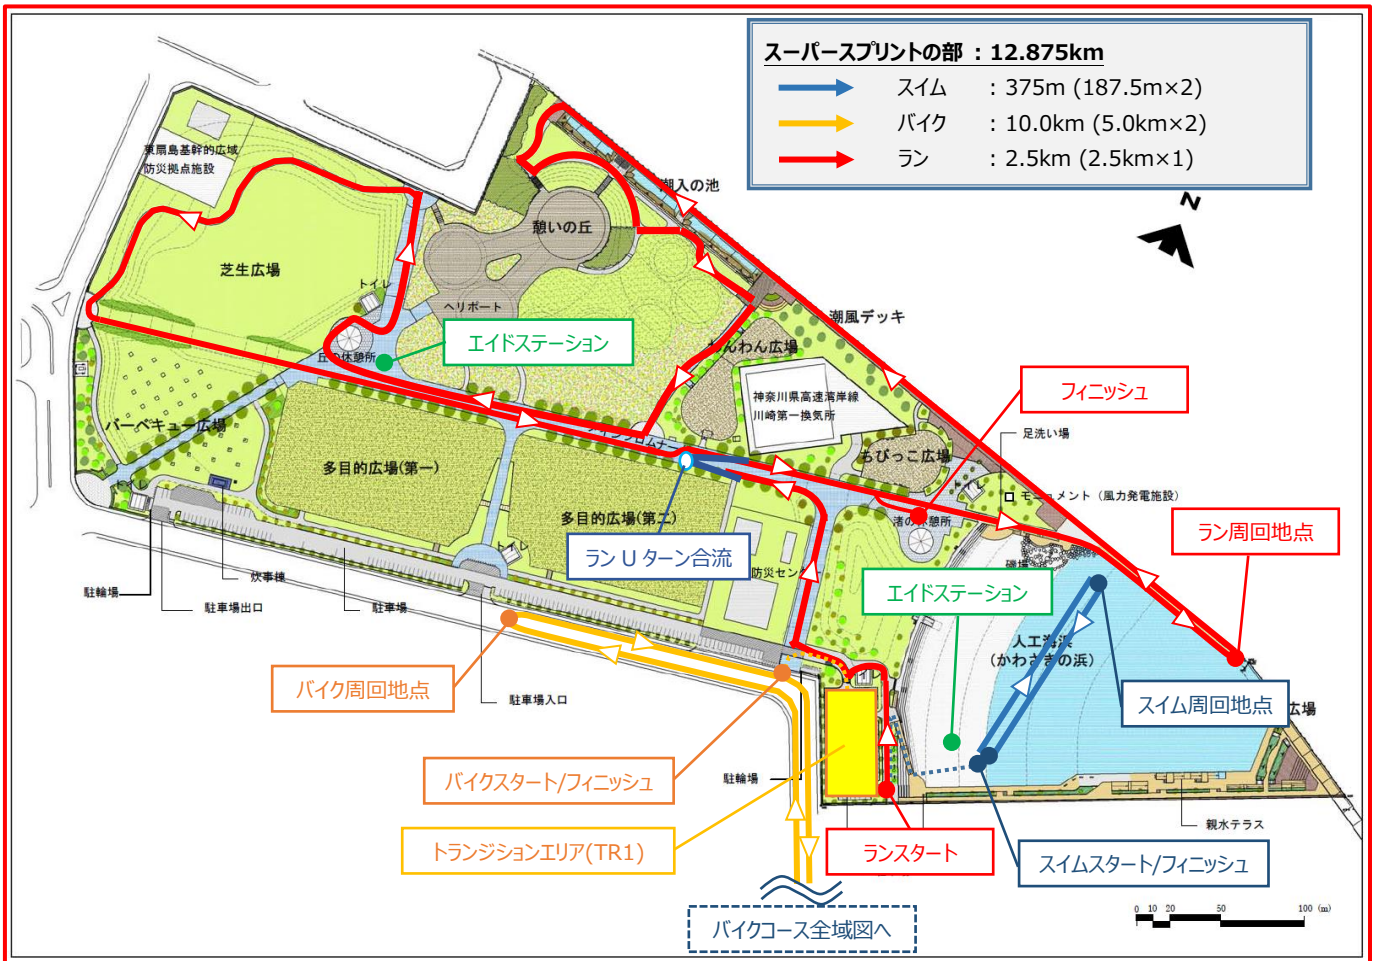 スーパースプリントの部 : 12.875km
スイム : 375m (187.5m×2)
バイク : 10.0km (5.0km×2)
ラン : 2.5km (2.5km×1)
N
東扇島基幹的広域
防災拠点施設
潮入の池
憩いの丘
芝生広場
トイレ
ヘリポート
潮風デッキ
エイドステーション
丘の休憩所
わんわん広場
フィニッシュ
神奈川県高速湾岸線
川崎第一換気所
足洗い場
バーベキュー広場
ちびっこ広場
多目的広場(第一)
トイレ
モニュメント（風力発電施設）
トイレ
多目的広場(第二)
渚の休憩所
ラン周回地点
ラン U ターン合流
トイレ
磯場
防災センタ
炊事棟
駐輪場
駐車場出口
駐車場
エイドステーション
人工海浜
(かわさきの浜)
バイク周回地点
トイレ
スイム周回地点
広場
駐車場入口
バイクスタート/フィニッシュ
駐輪場
親水テラス
トランジションエリア(TR1)
ランスタート
スイムスタート/フィニッシュ
0 10 20 50 100 (m)
バイクコース全域図へ